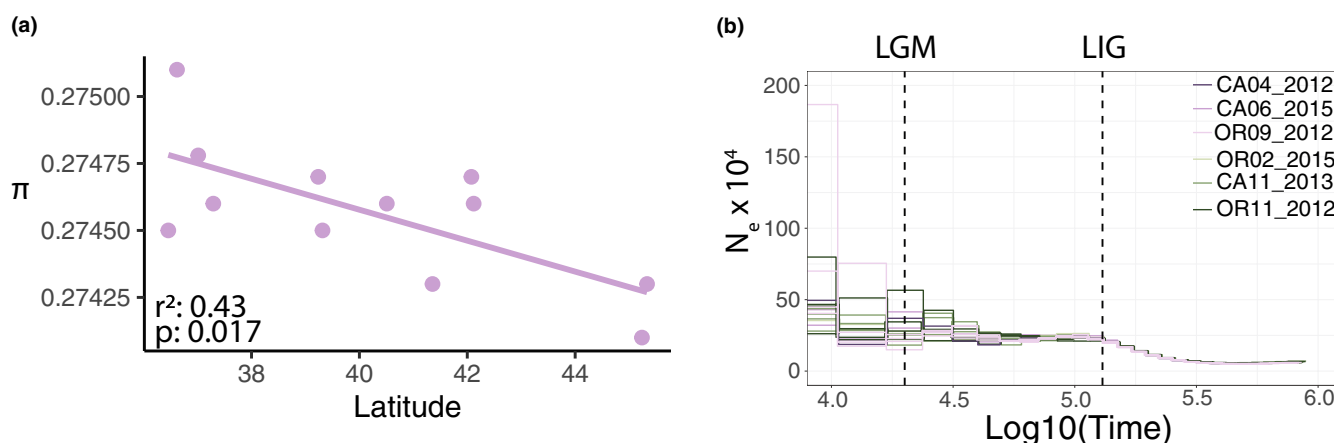 (a)
0.27500
0.27475
0.27450
0.27425
π
r²: 0.43
p: 0.017
38 40 42 44
Latitude
(b)
LGM LIG
200
150
100
50
0
Nₑ x 10⁴
CA04_2012
CA06_2015
OR09_2012
OR02_2015
CA11_2013
OR11_2012
4.0 4.5 5.0 5.5 6.0
Log10(Time)